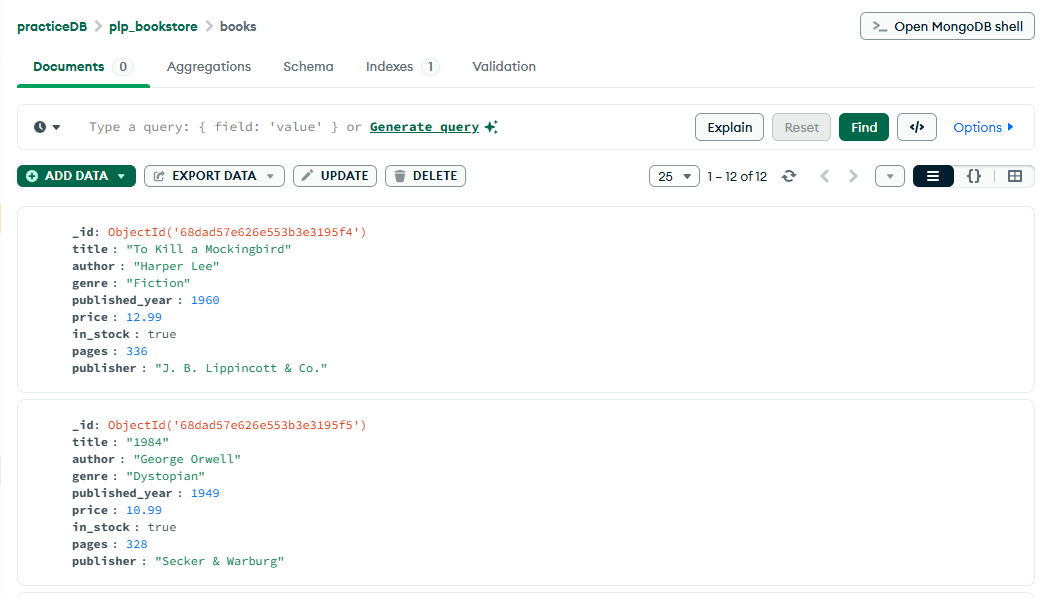 practiceDB > plp_bookstore > books
>_ Open MongoDB shell
Documents 0 Aggregations Schema Indexes 1 Validation
Type a query: { field: 'value' } or Generate query
Explain Reset Find </> Options
ADD DATA EXPORT DATA UPDATE DELETE
25 1 – 12 of 12 {}
_id: ObjectId('68dad57e626e553b3e3195f4')
title : "To Kill a Mockingbird"
author : "Harper Lee"
genre : "Fiction"
published_year : 1960
price : 12.99
in_stock : true
pages : 336
publisher : "J. B. Lippincott & Co."
_id: ObjectId('68dad57e626e553b3e3195f5')
title : "1984"
author : "George Orwell"
genre : "Dystopian"
published_year : 1949
price : 10.99
in_stock : true
pages : 328
publisher : "Secker & Warburg"